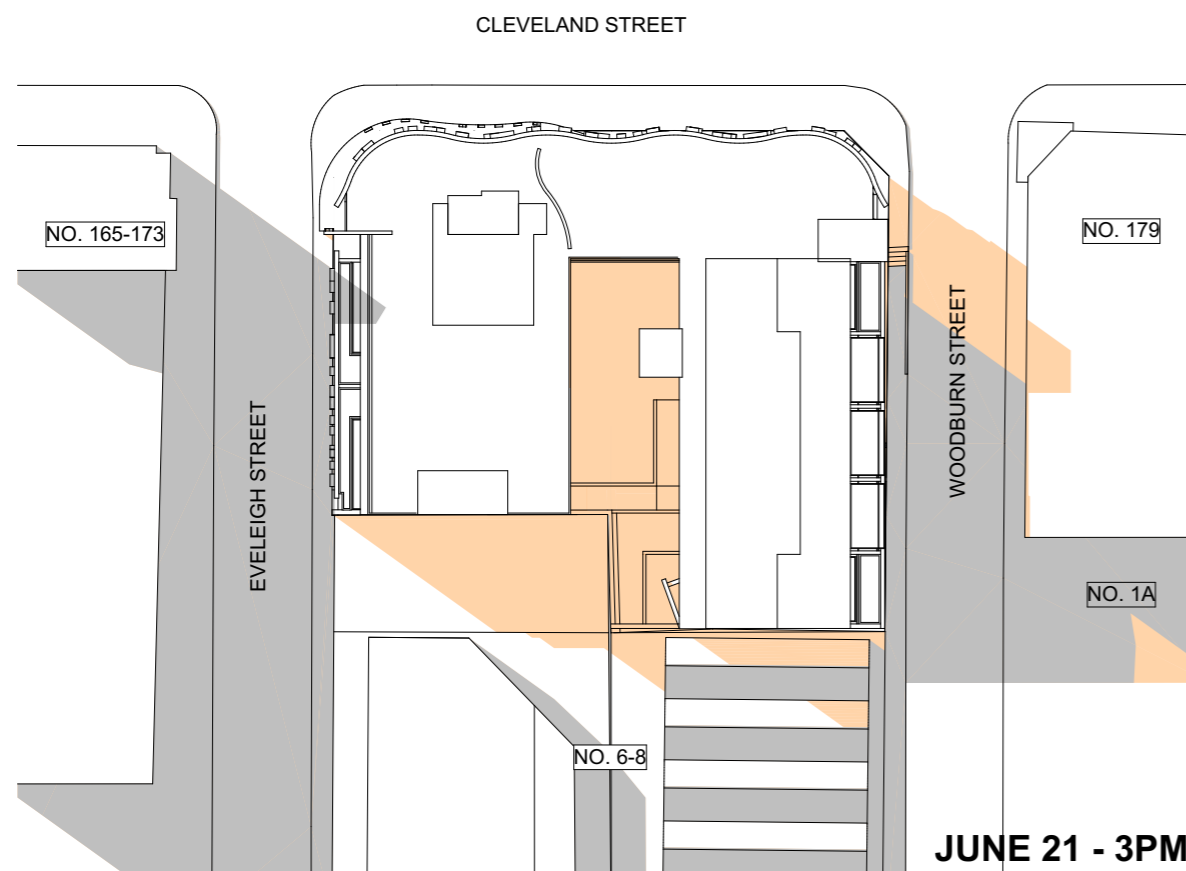 CLEVELAND STREET
NO. 165-173
NO. 179
EVELEIGH STREET
WOODBURN STREET
NO. 1A
NO. 6-8
JUNE 21 - 3PM